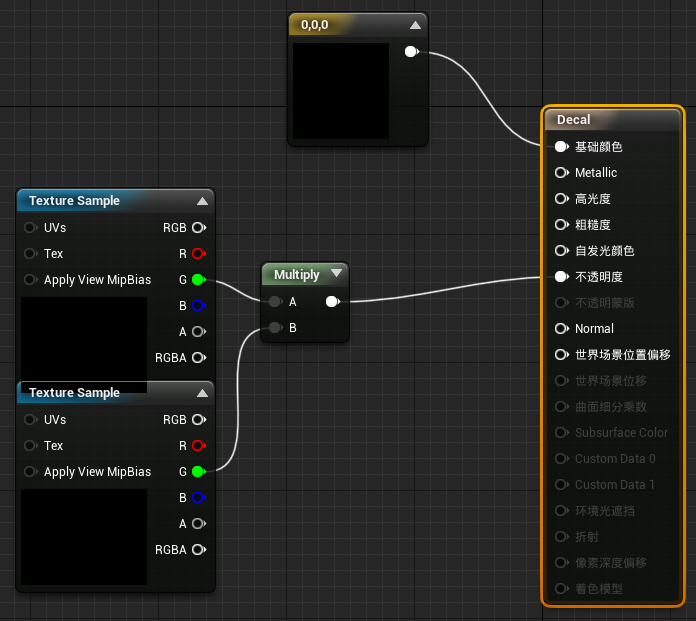 0,0,0
Decal
基础颜色
Metallic
高光度
粗糙度
自发光颜色
不透明度
不透明蒙版
Normal
世界场景位置偏移
世界场景位移
曲面细分乘数
Subsurface Color
Custom Data 0
Custom Data 1
环境光遮挡
折射
像素深度偏移
着色模型
Texture Sample
UVs RGB
Tex R
Apply View MipBias G
B
A
RGBA
Multiply
A
B
Texture Sample
UVs RGB
Tex R
Apply View MipBias G
B
A
RGBA